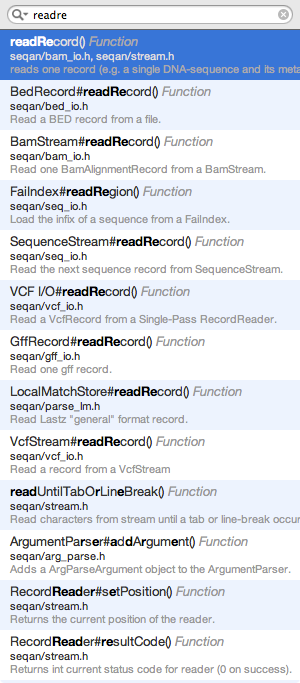 readre
readRecord() Function
seqan/bam_io.h, seqan/stream.h
reads one record (e.g. a single DNA-sequence and its meta
BedRecord#readRecord() Function
seqan/bed_io.h
Read a BED record from a file.
BamStream#readRecord() Function
seqan/bam_io.h
Read one BamAlignmentRecord from a BamStream.
FaiIndex#readRegion() Function
seqan/seq_io.h
Load the infix of a sequence from a FaiIndex.
SequenceStream#readRecord() Function
seqan/seq_io.h
Read the next sequence record from SequenceStream.
VCF I/O#readRecord() Function
seqan/vcf_io.h
Read a VcfRecord from a Single-Pass RecordReader.
GffRecord#readRecord() Function
seqan/gff_io.h
Read one gff record.
LocalMatchStore#readRecord() Function
seqan/parse_lm.h
Read Lastz "general" format record.
VcfStream#readRecord() Function
seqan/vcf_io.h
Read a record from a VcfStream
readUntilTabOrLineBreak() Function
seqan/stream.h
Read characters from stream until a tab or line-break occur
ArgumentParser#addArgument() Function
seqan/arg_parse.h
Adds a ArgParseArgument object to the ArgumentParser.
RecordReader#setPosition() Function
seqan/stream.h
Returns the current position of the reader.
RecordReader#resultCode() Function
seqan/stream.h
Returns int current status code for reader (0 on success).